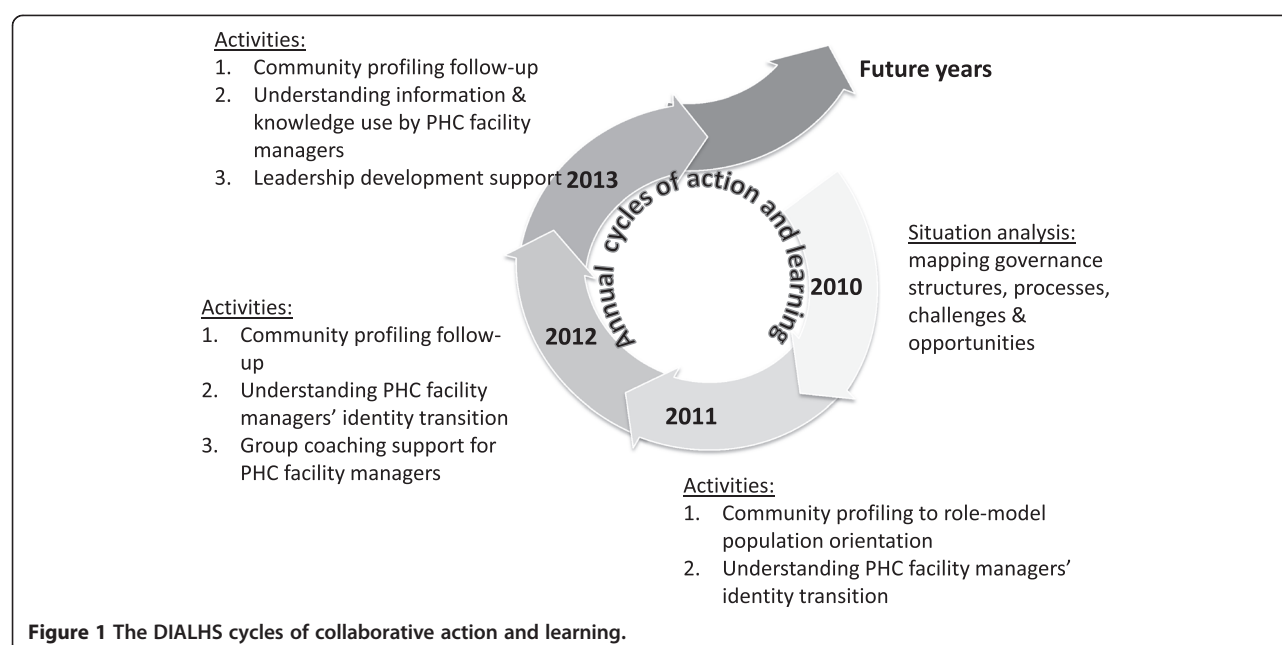 Activities:
1. Community profiling follow-up
2. Understanding information &
knowledge use by PHC facility
managers
3. Leadership development support
Future years
2013
Annual cycles of action and learning
2010
Situation analysis:
mapping governance
structures, processes,
challenges &
opportunities
Activities:
1. Community profiling follow-
up
2. Understanding PHC facility
managers’ identity transition
3. Group coaching support for
PHC facility managers
2012
2011
Activities:
1. Community profiling to role-model
population orientation
2. Understanding PHC facility managers’
identity transition
Figure 1 The DIALHS cycles of collaborative action and learning.